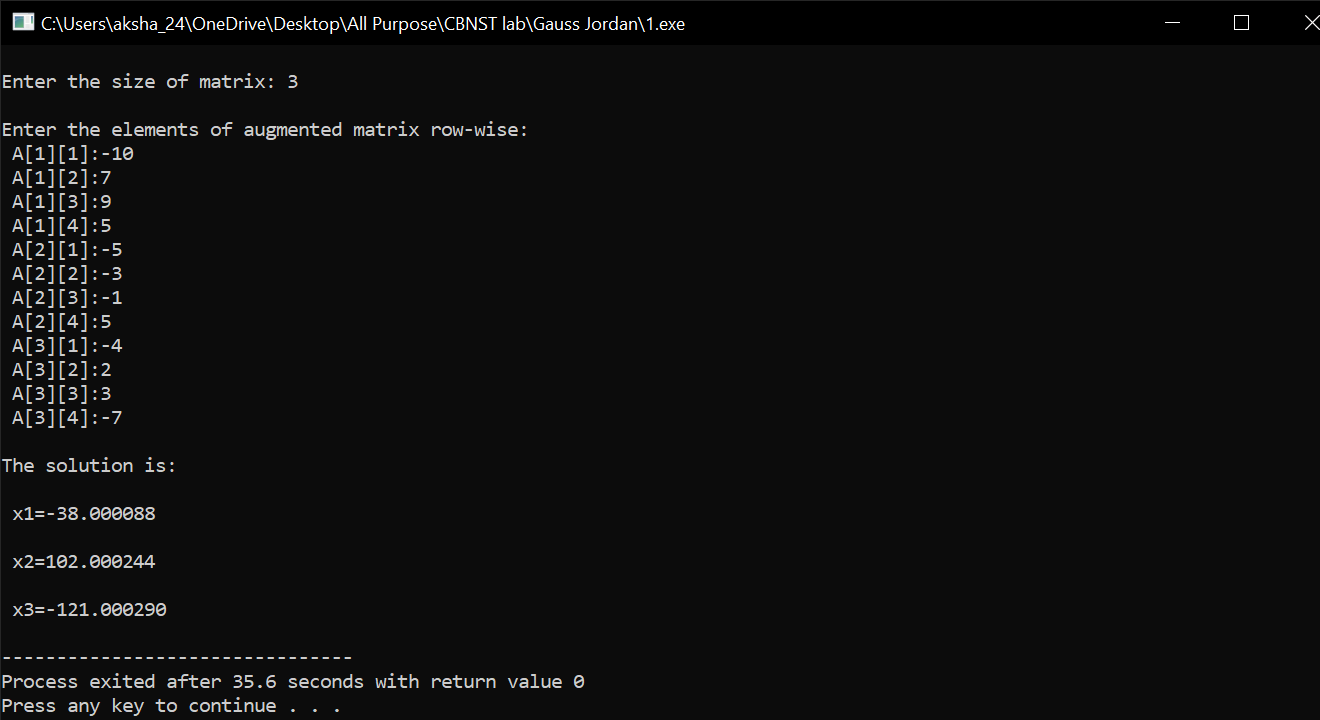 C:\Users\aksha_24\OneDrive\Desktop\All Purpose\CBNST lab\Gauss Jordan\1.exe
Enter the size of matrix: 3
Enter the elements of augmented matrix row-wise:
A[1][1]:-10
A[1][2]:7
A[1][3]:9
A[1][4]:5
A[2][1]:-5
A[2][2]:-3
A[2][3]:-1
A[2][4]:5
A[3][1]:-4
A[3][2]:2
A[3][3]:3
A[3][4]:-7
The solution is:
x1=-38.000088
x2=102.000244
x3=-121.000290
--------------------------------
Process exited after 35.6 seconds with return value 0
Press any key to continue . . .